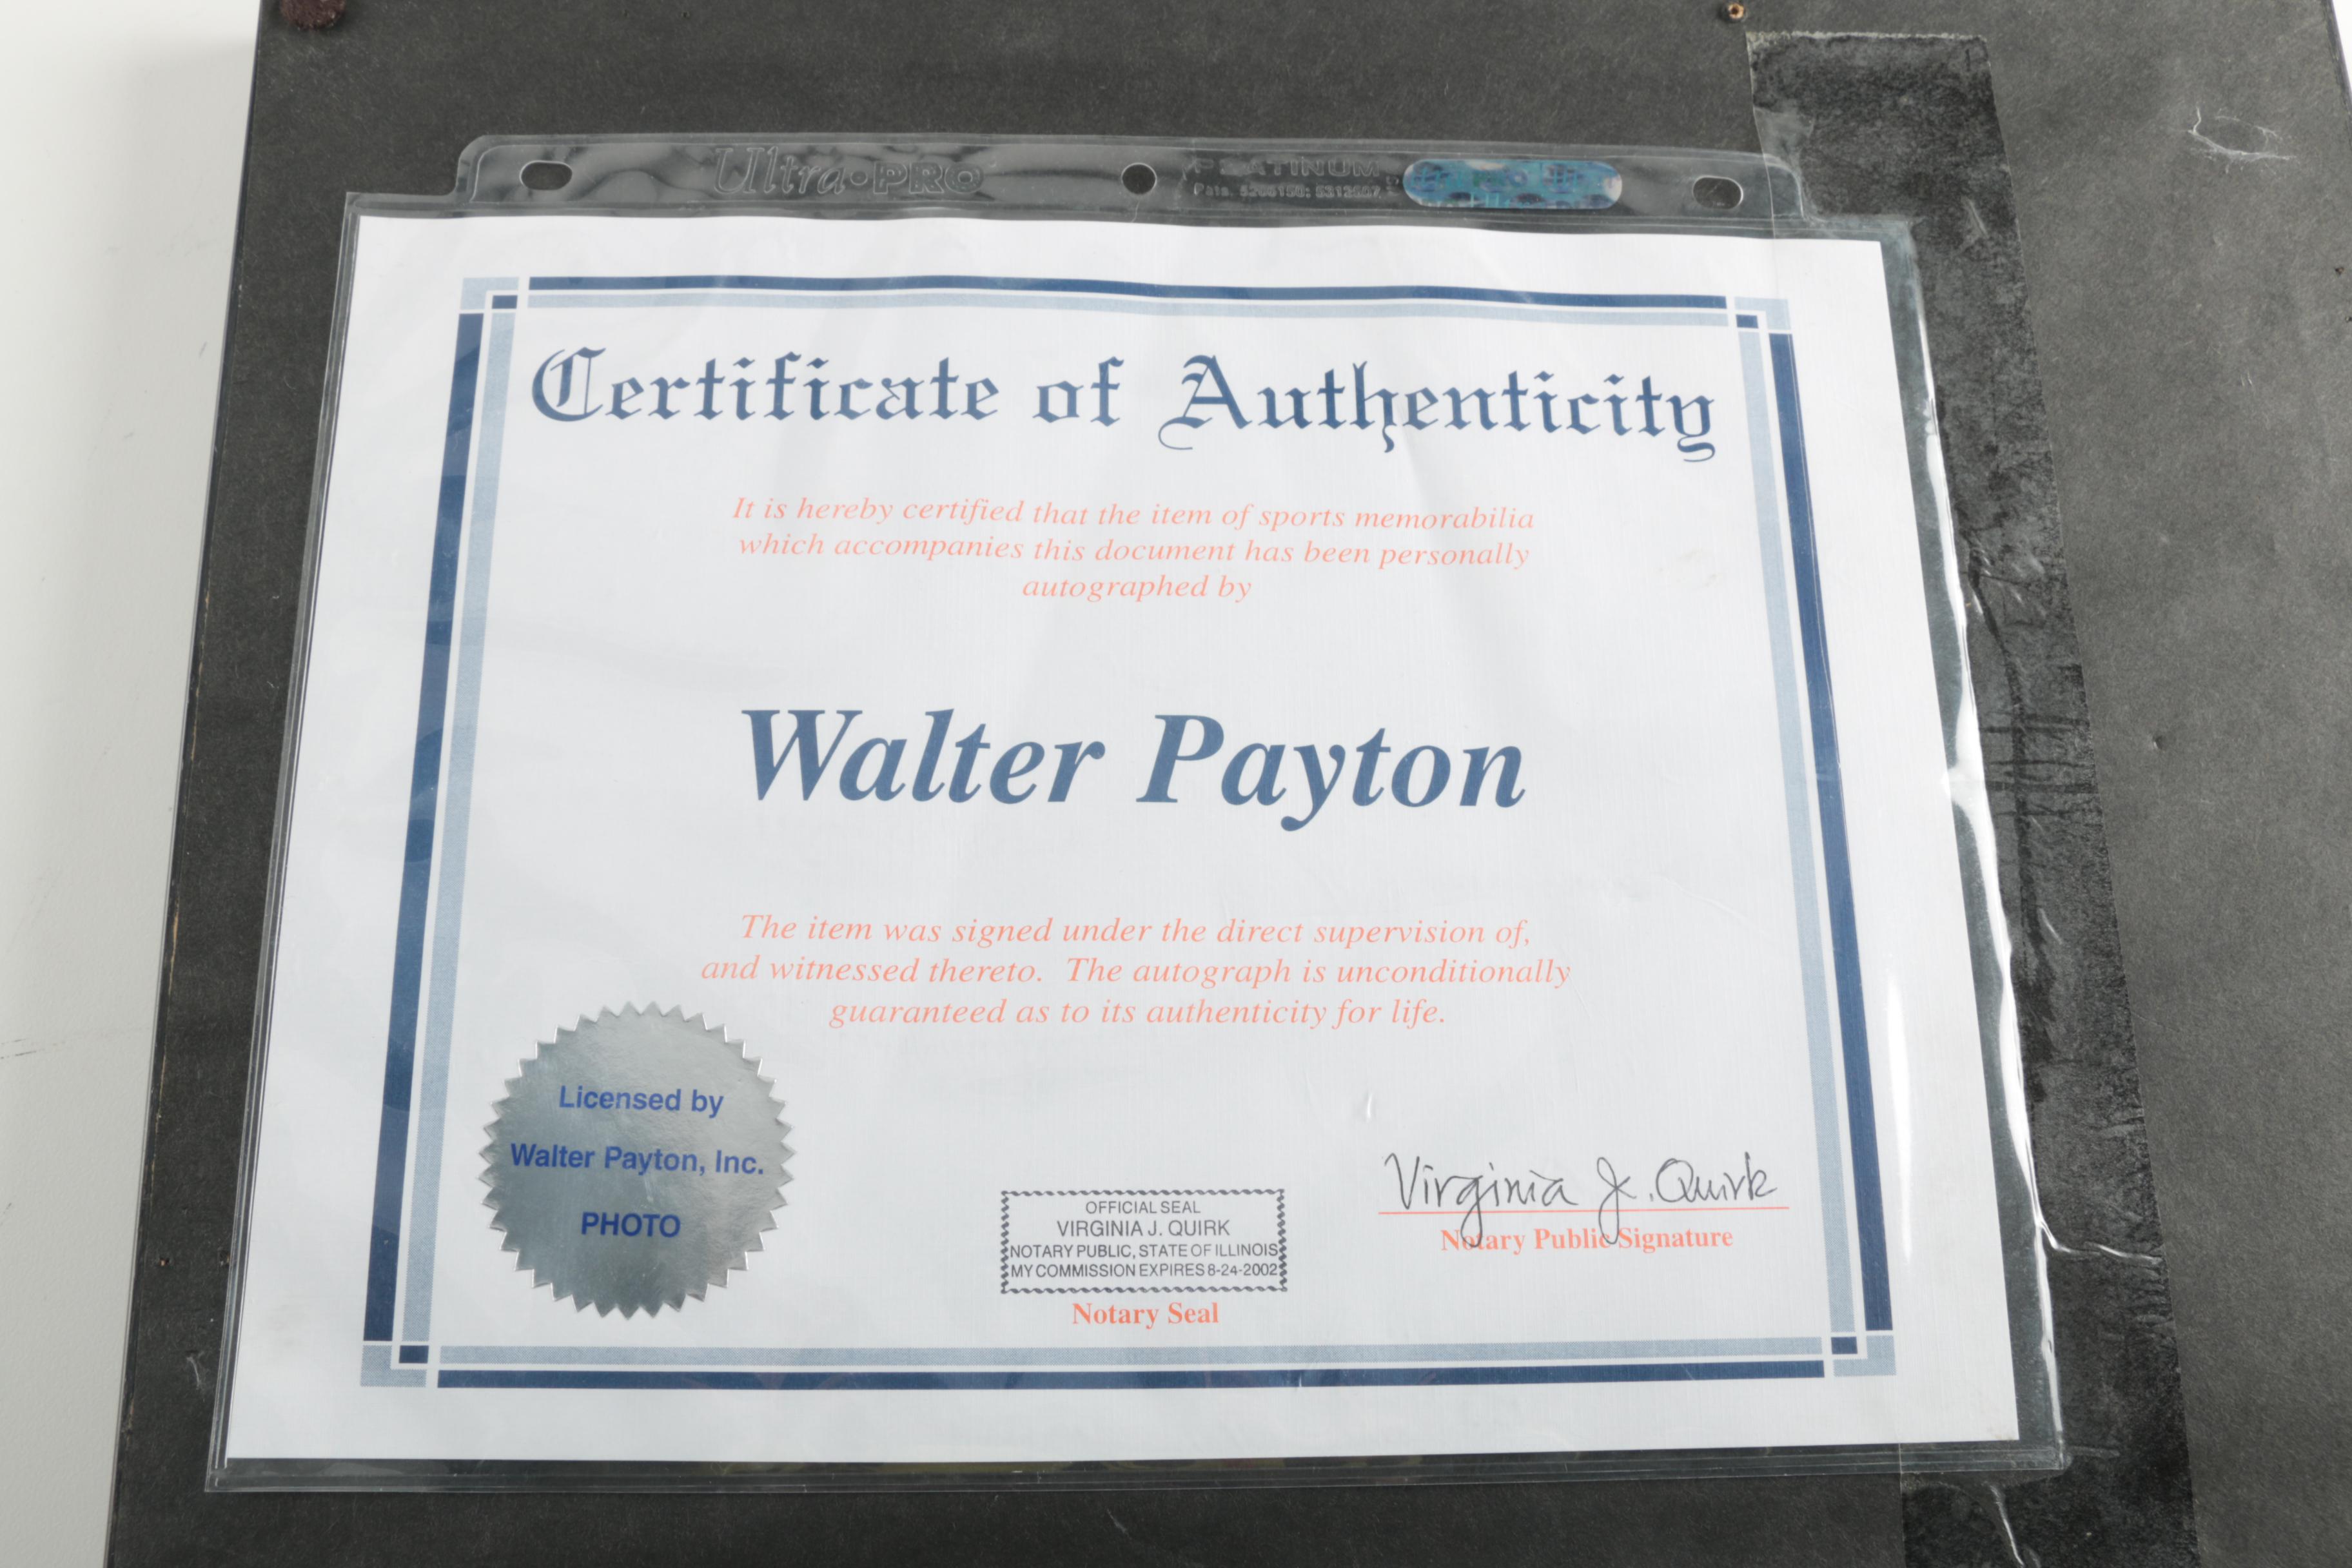 Ultra•PRO
PLATINUM
Certificate of Authenticity
It is hereby certified that the item of sports memorabilia
which accompanies this document has been personally
autographed by
Walter Payton
The item was signed under the direct supervision of,
and witnessed thereto. The autograph is unconditionally
guaranteed as to its authenticity for life.
Licensed by
Walter Payton, Inc.
PHOTO
OFFICIAL SEAL
VIRGINIA J. QUIRK
NOTARY PUBLIC, STATE OF ILLINOIS
MY COMMISSION EXPIRES 8-24-2002
Notary Seal
Virginia J. Quirk
Notary Public Signature